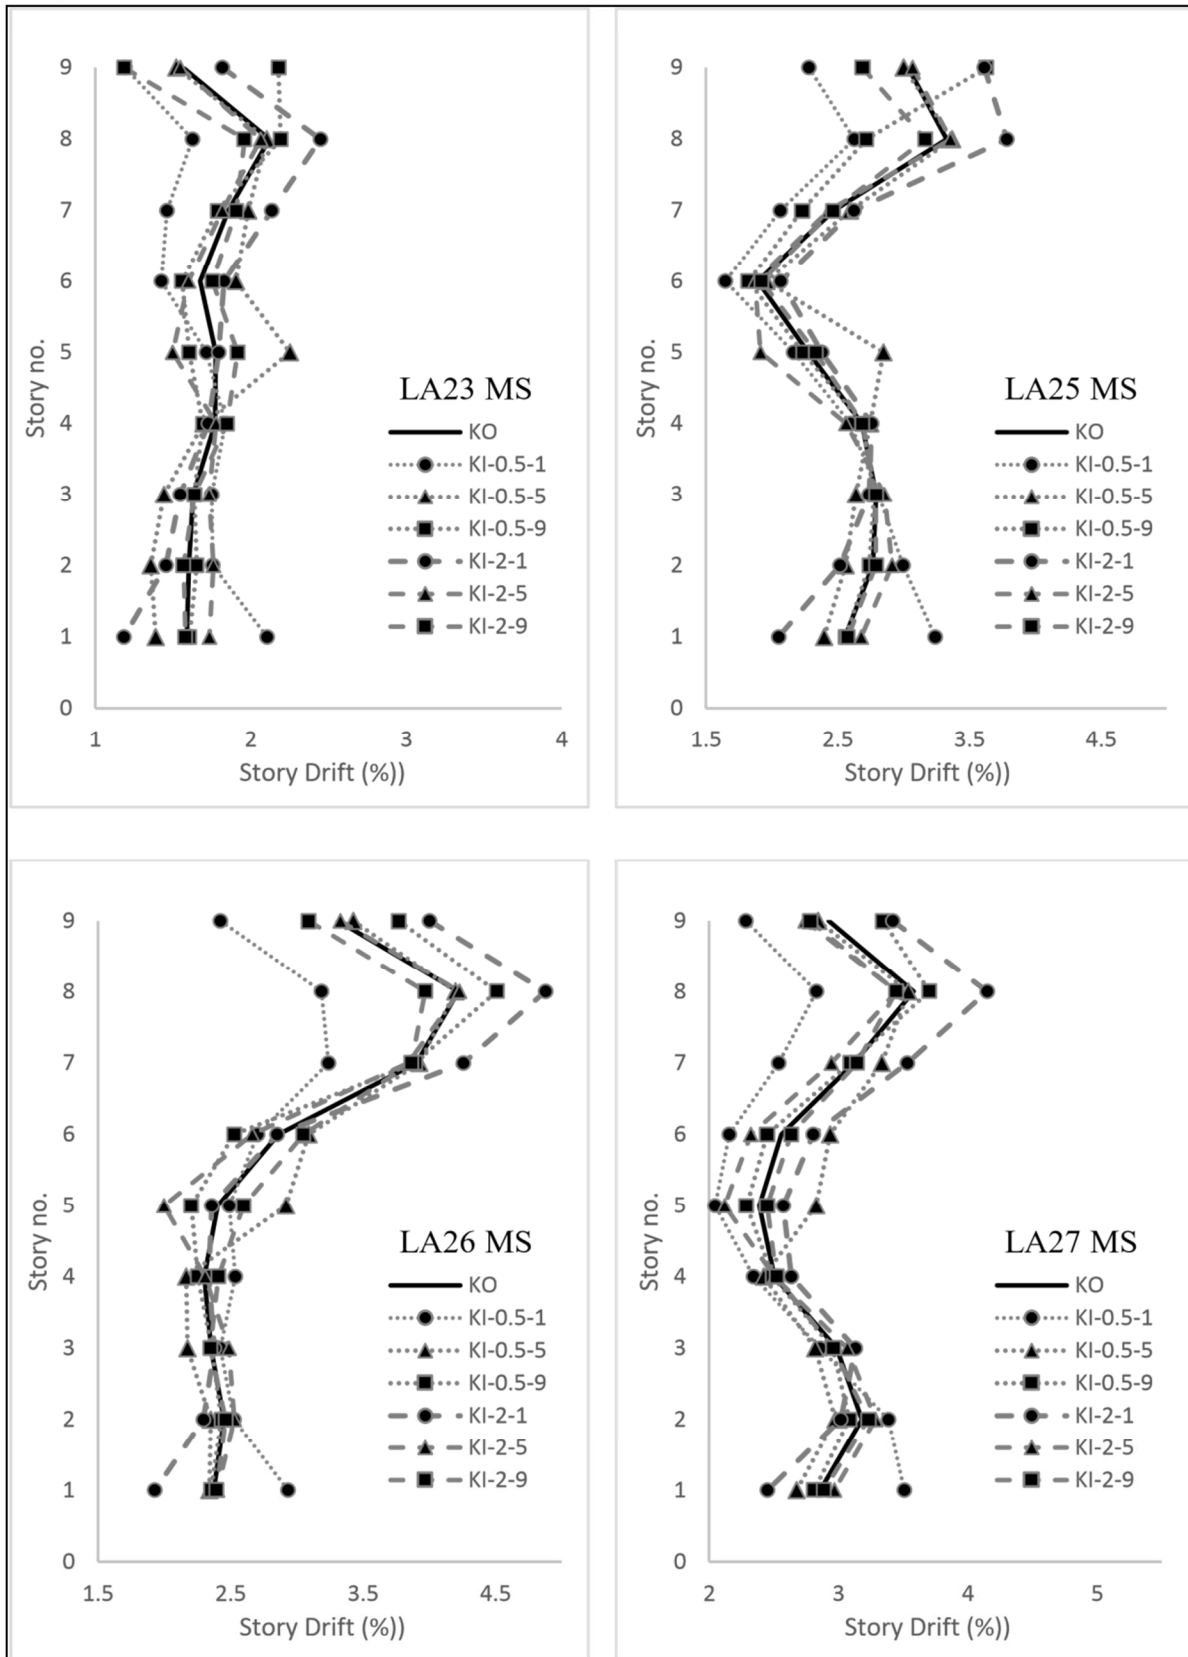 9
8
7
6
5
4
3
2
1
0
Story no.
LA23 MS
KO
KI-0.5-1
KI-0.5-5
KI-0.5-9
KI-2-1
KI-2-5
KI-2-9
1 2 3 4
Story Drift (%))
9
8
7
6
5
4
3
2
1
0
Story no.
LA25 MS
KO
KI-0.5-1
KI-0.5-5
KI-0.5-9
KI-2-1
KI-2-5
KI-2-9
1.5 2.5 3.5 4.5
Story Drift (%))
9
8
7
6
5
4
3
2
1
0
Story no.
LA26 MS
KO
KI-0.5-1
KI-0.5-5
KI-0.5-9
KI-2-1
KI-2-5
KI-2-9
1.5 2.5 3.5 4.5
Story Drift (%))
9
8
7
6
5
4
3
2
1
0
Story no.
LA27 MS
KO
KI-0.5-1
KI-0.5-5
KI-0.5-9
KI-2-1
KI-2-5
KI-2-9
2 3 4 5
Story Drift (%))